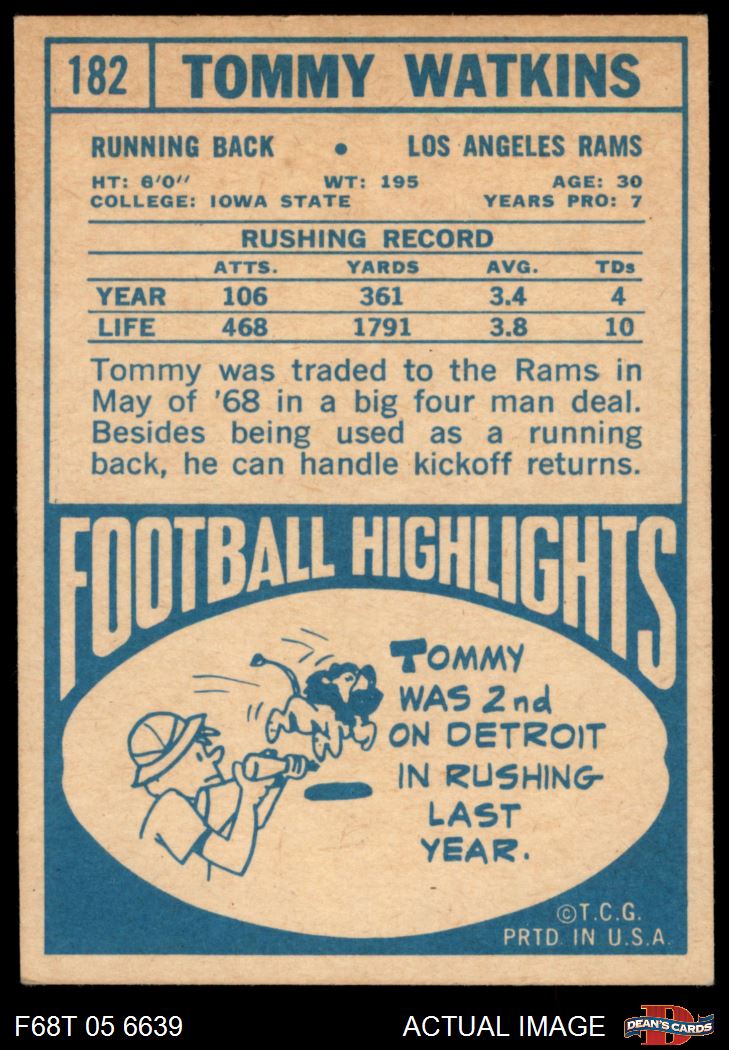 182 TOMMY WATKINS
RUNNING BACK • LOS ANGELES RAMS
HT: 6'0" WT: 195 AGE: 30
COLLEGE: IOWA STATE YEARS PRO: 7
RUSHING RECORD
ATTS. YARDS AVG. TDs
YEAR 106 361 3.4 4
LIFE 468 1791 3.8 10
Tommy was traded to the Rams in
May of '68 in a big four man deal.
Besides being used as a running
back, he can handle kickoff returns.
FOOTBALL HIGHLIGHTS
TOMMY
WAS 2nd
ON DETROIT
IN RUSHING
LAST
YEAR.
©T.C.G.
PRTD. IN U.S.A.
F68T 05 6639 ACTUAL IMAGE
D
DEAN'S CARDS